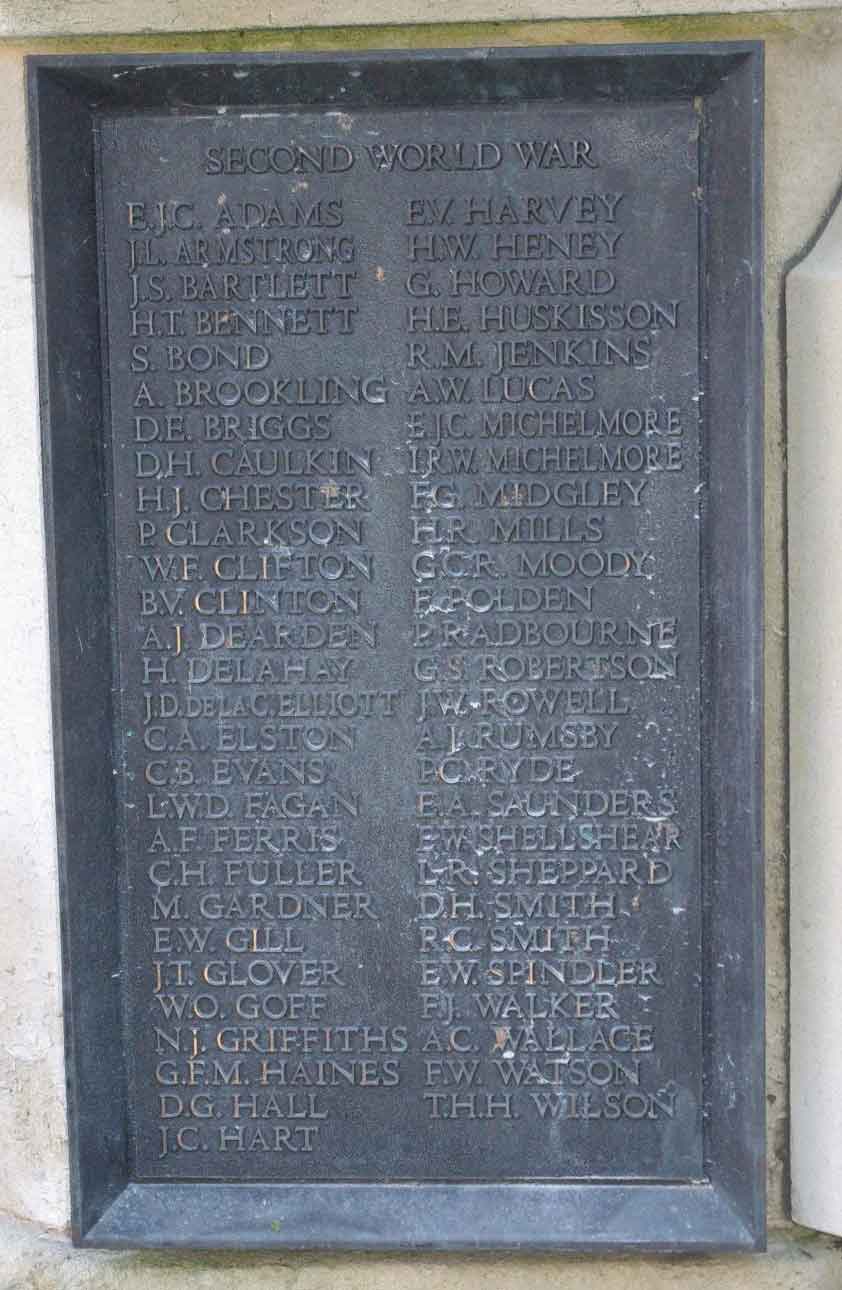 SECOND WORLD WAR
E.J.C. ADAMS
J.L. ARMSTRONG
J.S. BARTLETT
H.T. BENNETT
S. BOND
A. BROOKLING
D.E. BRIGGS
D.H. CAULKIN
H.J. CHESTER
P. CLARKSON
W.F. CLIFTON
B.V. CLINTON
A.J. DEARDEN
H. DELAHAY
J.D. DE LA C. ELLIOTT
C.A. ELSTON
C.B. EVANS
L.W.D. FAGAN
A.F. FERRIS
C.H. FULLER
M. GARDNER
E.W. GILL
J.T. GLOVER
W.O. GOFF
N.J. GRIFFITHS
G.F.M. HAINES
D.G. HALL
J.C. HART
E.V. HARVEY
H.W. HENEY
G. HOWARD
H.E. HUSKISSON
R.M. JENKINS
A.W. LUCAS
E.J.C. MICHELMORE
I.R.W. MICHELMORE
F.G. MIDGLEY
H.R. MILLS
G.C.R. MOODY
F. POLDEN
P. RADBOURNE
G.S. ROBERTSON
J.W. ROWELL
A.J. RUMSBY
P.C. RYDE
E.A. SAUNDERS
F.W. SHELLSHEAR
L.R. SHEPPARD
D.H. SMITH
R.C. SMITH
E.W. SPINDLER
F.J. WALKER
A.C. WALLACE
F.W. WATSON
T.H.H. WILSON